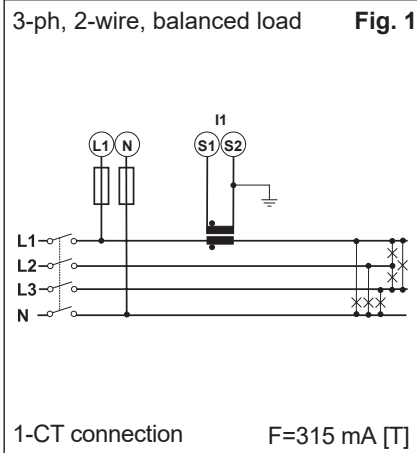 3-ph, 2-wire, balanced load Fig. 1
I1
L1 N S1 S2
L1
L2
L3
N
1-CT connection F=315 mA [T]